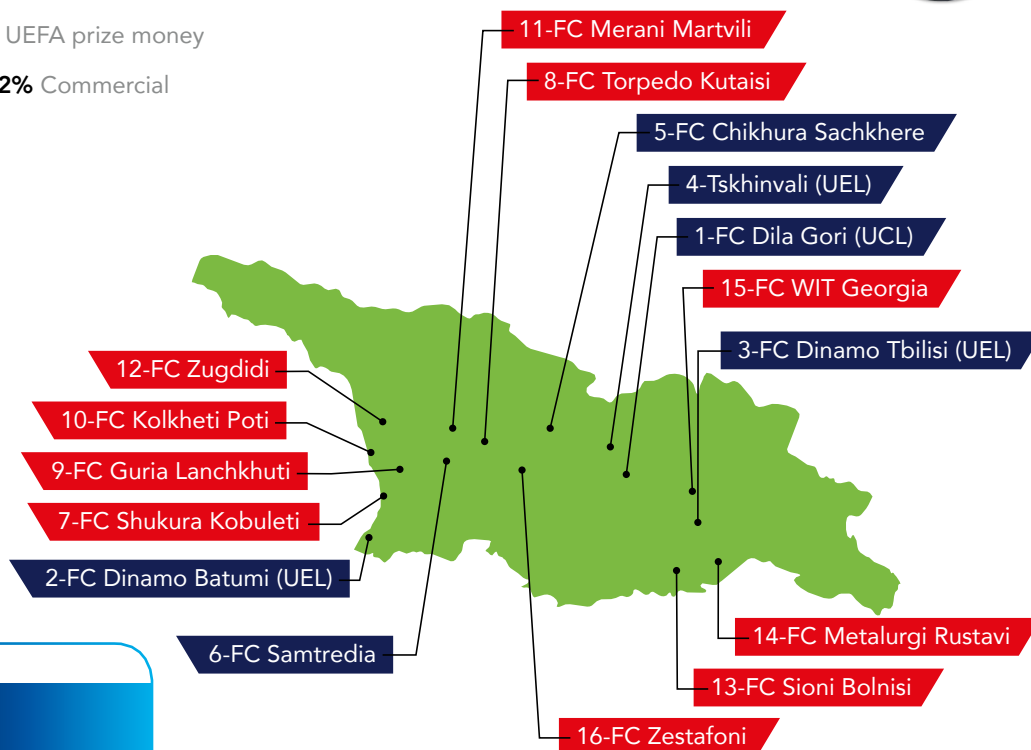 UEFA prize money
2% Commercial
11-FC Merani Martvili
8-FC Torpedo Kutaisi
5-FC Chikhura Sachkhere
4-Tskhinvali (UEL)
1-FC Dila Gori (UCL)
15-FC WIT Georgia
3-FC Dinamo Tbilisi (UEL)
12-FC Zugdidi
10-FC Kolkheti Poti
9-FC Guria Lanchkhuti
7-FC Shukura Kobuleti
2-FC Dinamo Batumi (UEL)
6-FC Samtredia
14-FC Metalurgi Rustavi
13-FC Sioni Bolnisi
16-FC Zestafoni